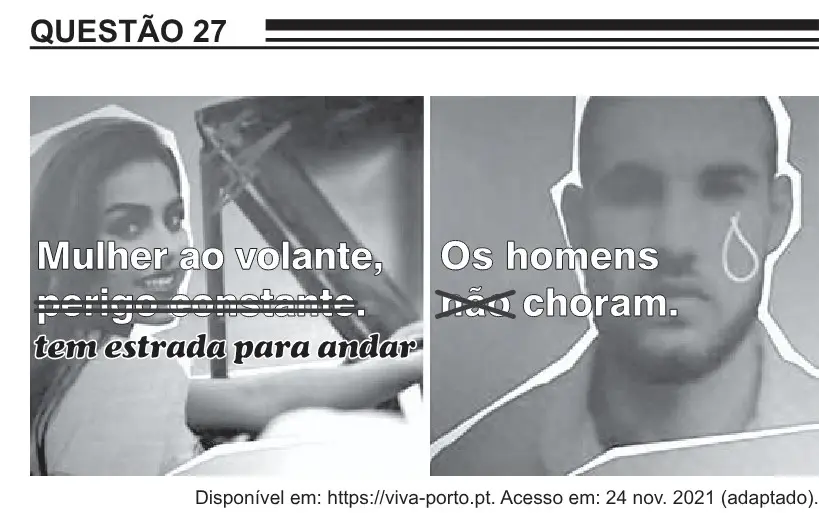 QUESTÃO 27
Mulher ao volante,
perigo constante.
tem estrada para andar
Os homens
não choram.
Disponível em: https://viva-porto.pt. Acesso em: 24 nov. 2021 (adaptado).